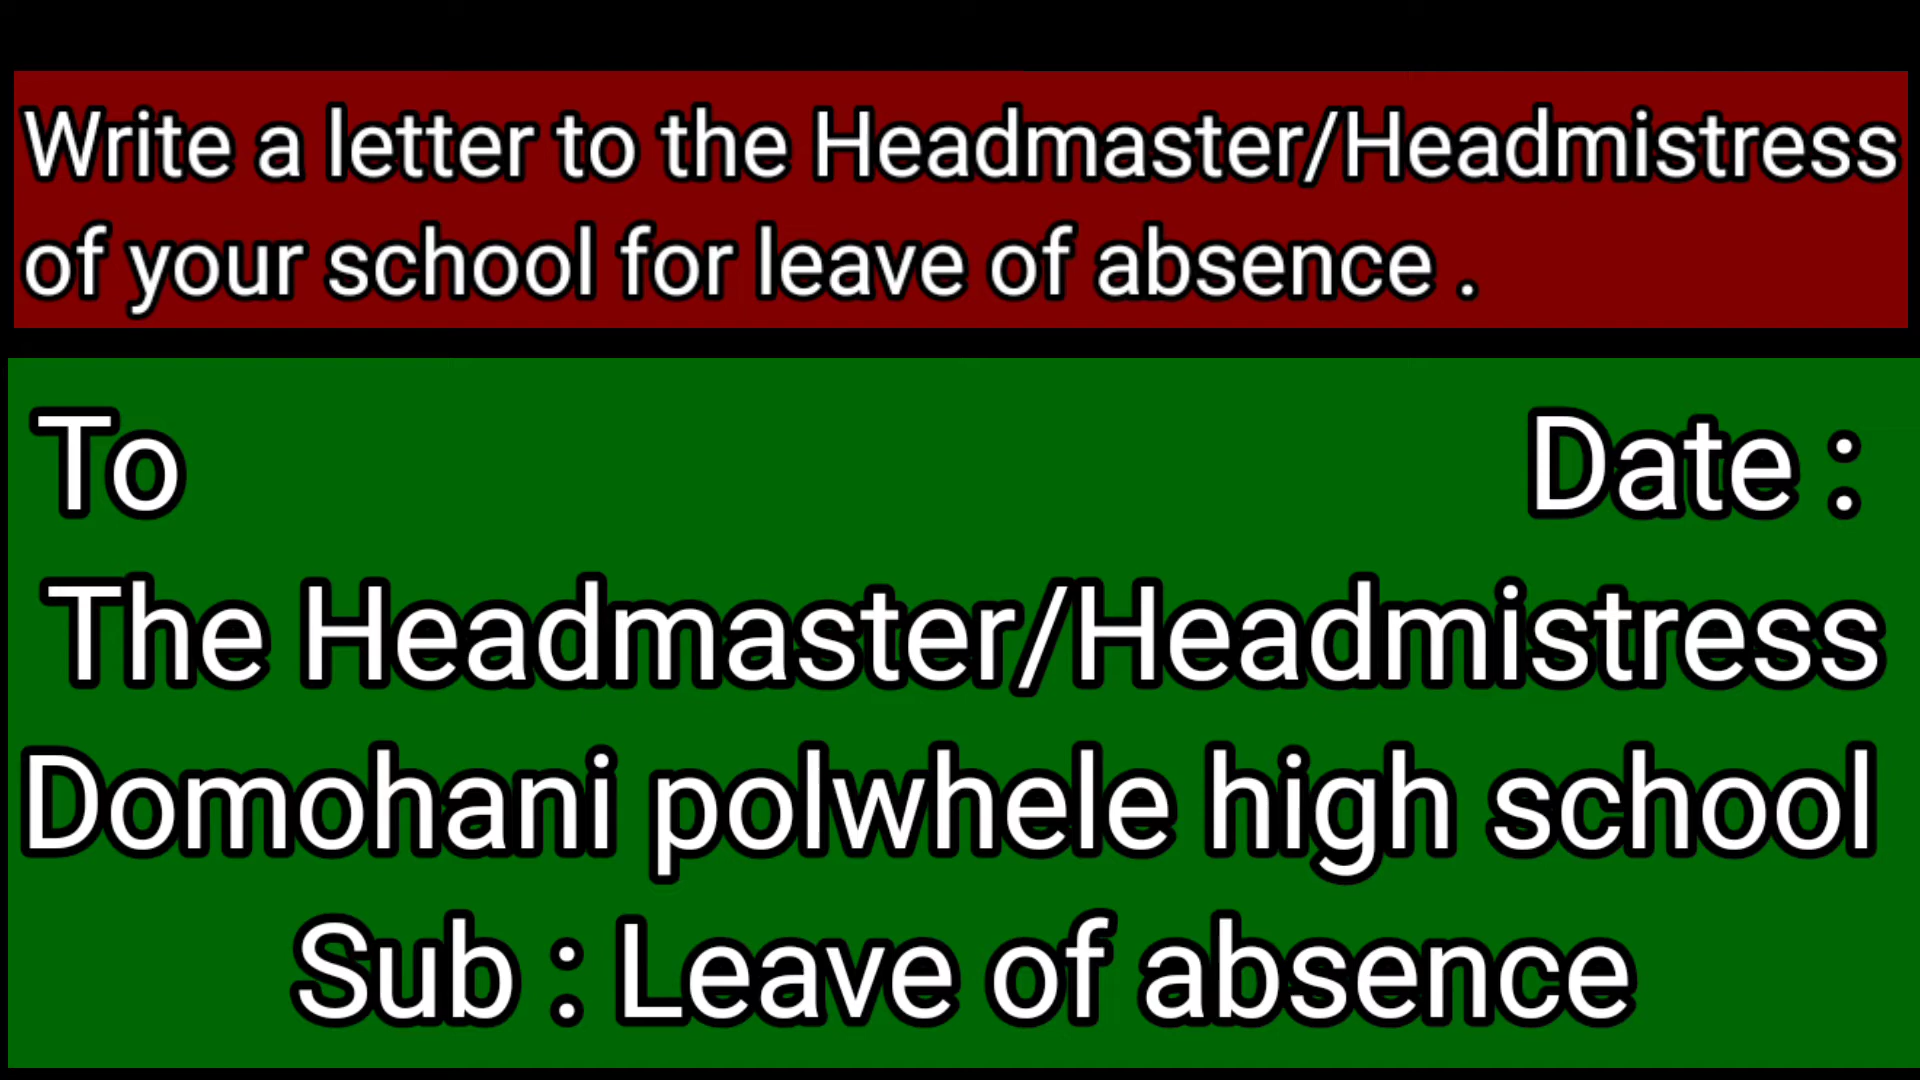 Write a letter to the Headmaster/Headmistress
of your school for leave of absence .
To Date :
The Headmaster/Headmistress
Domohani polwhele high school
Sub : Leave of absence